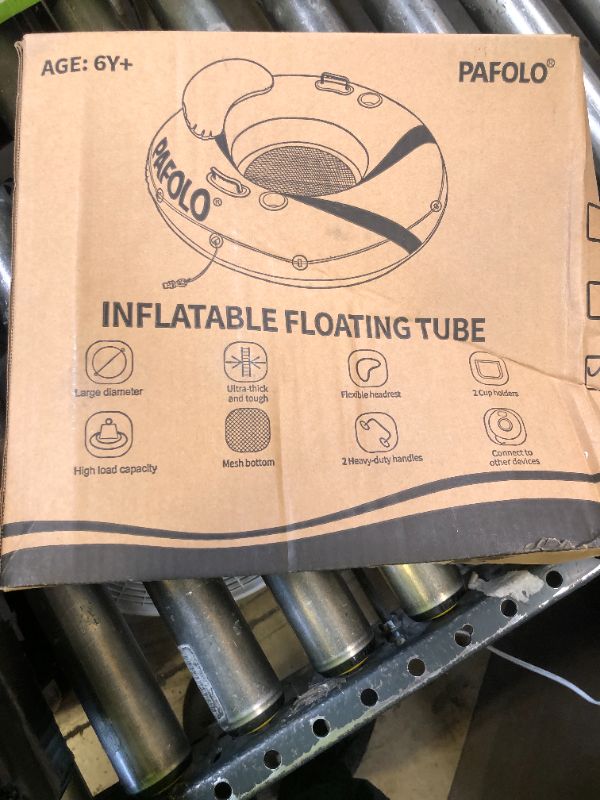 AGE: 6Y+
PAFOLO®
PAFOLO®
INFLATABLE FLOATING TUBE
Large diameter
Ultra-thick
and tough
Flexible headrest
2 Cup holders
High load capacity
Mesh bottom
2 Heavy-duty handles
Connect to
other devices